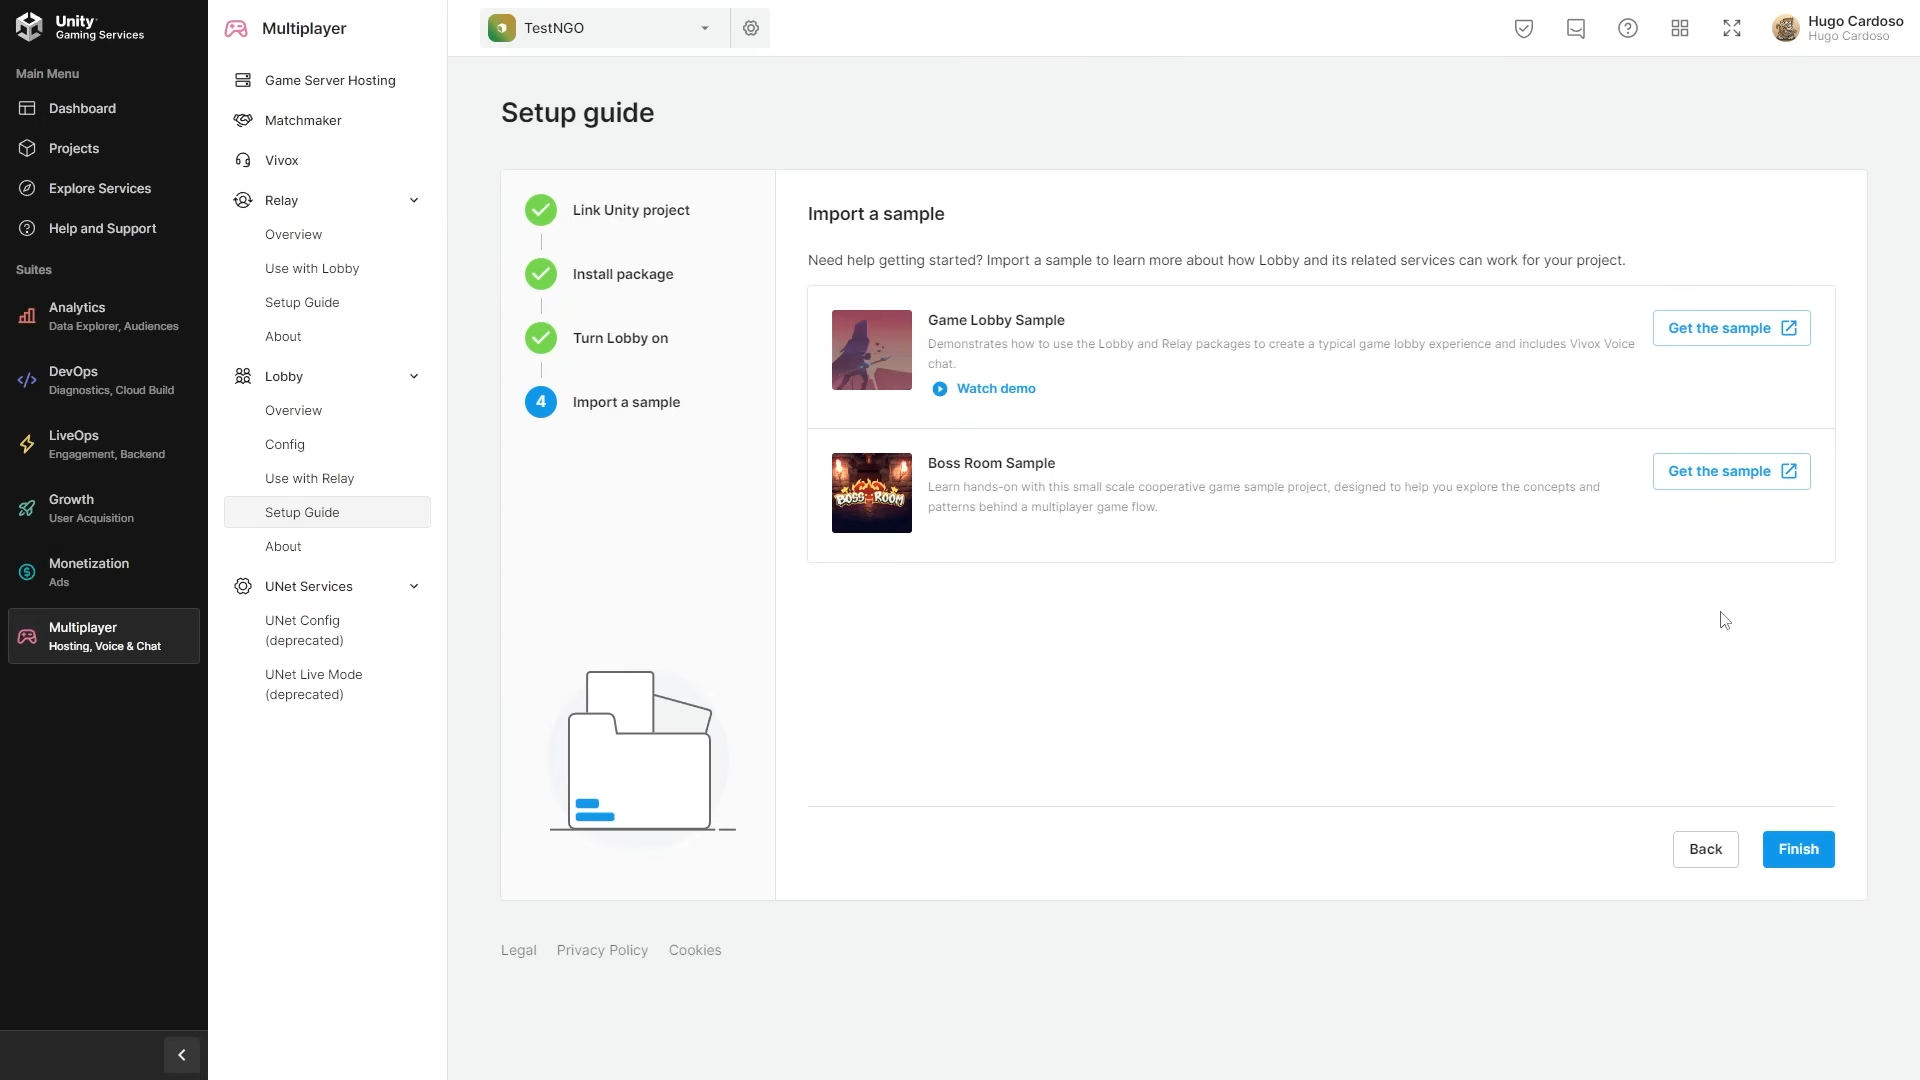 Unity
Gaming Services
Main Menu
Dashboard
Projects
Explore Services
Help and Support
Suites
Analytics
Data Explorer, Audiences
DevOps
Diagnostics, Cloud Build
LiveOps
Engagement, Backend
Growth
User Acquisition
Monetization
Ads
Multiplayer
Hosting, Voice & Chat
Multiplayer
Game Server Hosting
Matchmaker
Vivox
Relay
Overview
Use with Lobby
Setup Guide
About
Lobby
Overview
Config
Use with Relay
Setup Guide
About
UNet Services
UNet Config
(deprecated)
UNet Live Mode
(deprecated)
TestNGO
Hugo Cardoso
Hugo Cardoso
Setup guide
Link Unity project
Install package
Turn Lobby on
4 Import a sample
Import a sample
Need help getting started? Import a sample to learn more about how Lobby and its related services can work for your project.
Game Lobby Sample
Demonstrates how to use the Lobby and Relay packages to create a typical game lobby experience and includes Vivox Voice
chat.
Watch demo
Get the sample
BOSS ROOM
Boss Room Sample
Learn hands-on with this small scale cooperative game sample project, designed to help you explore the concepts and
patterns behind a multiplayer game flow.
Get the sample
Back
Finish
Legal
Privacy Policy
Cookies